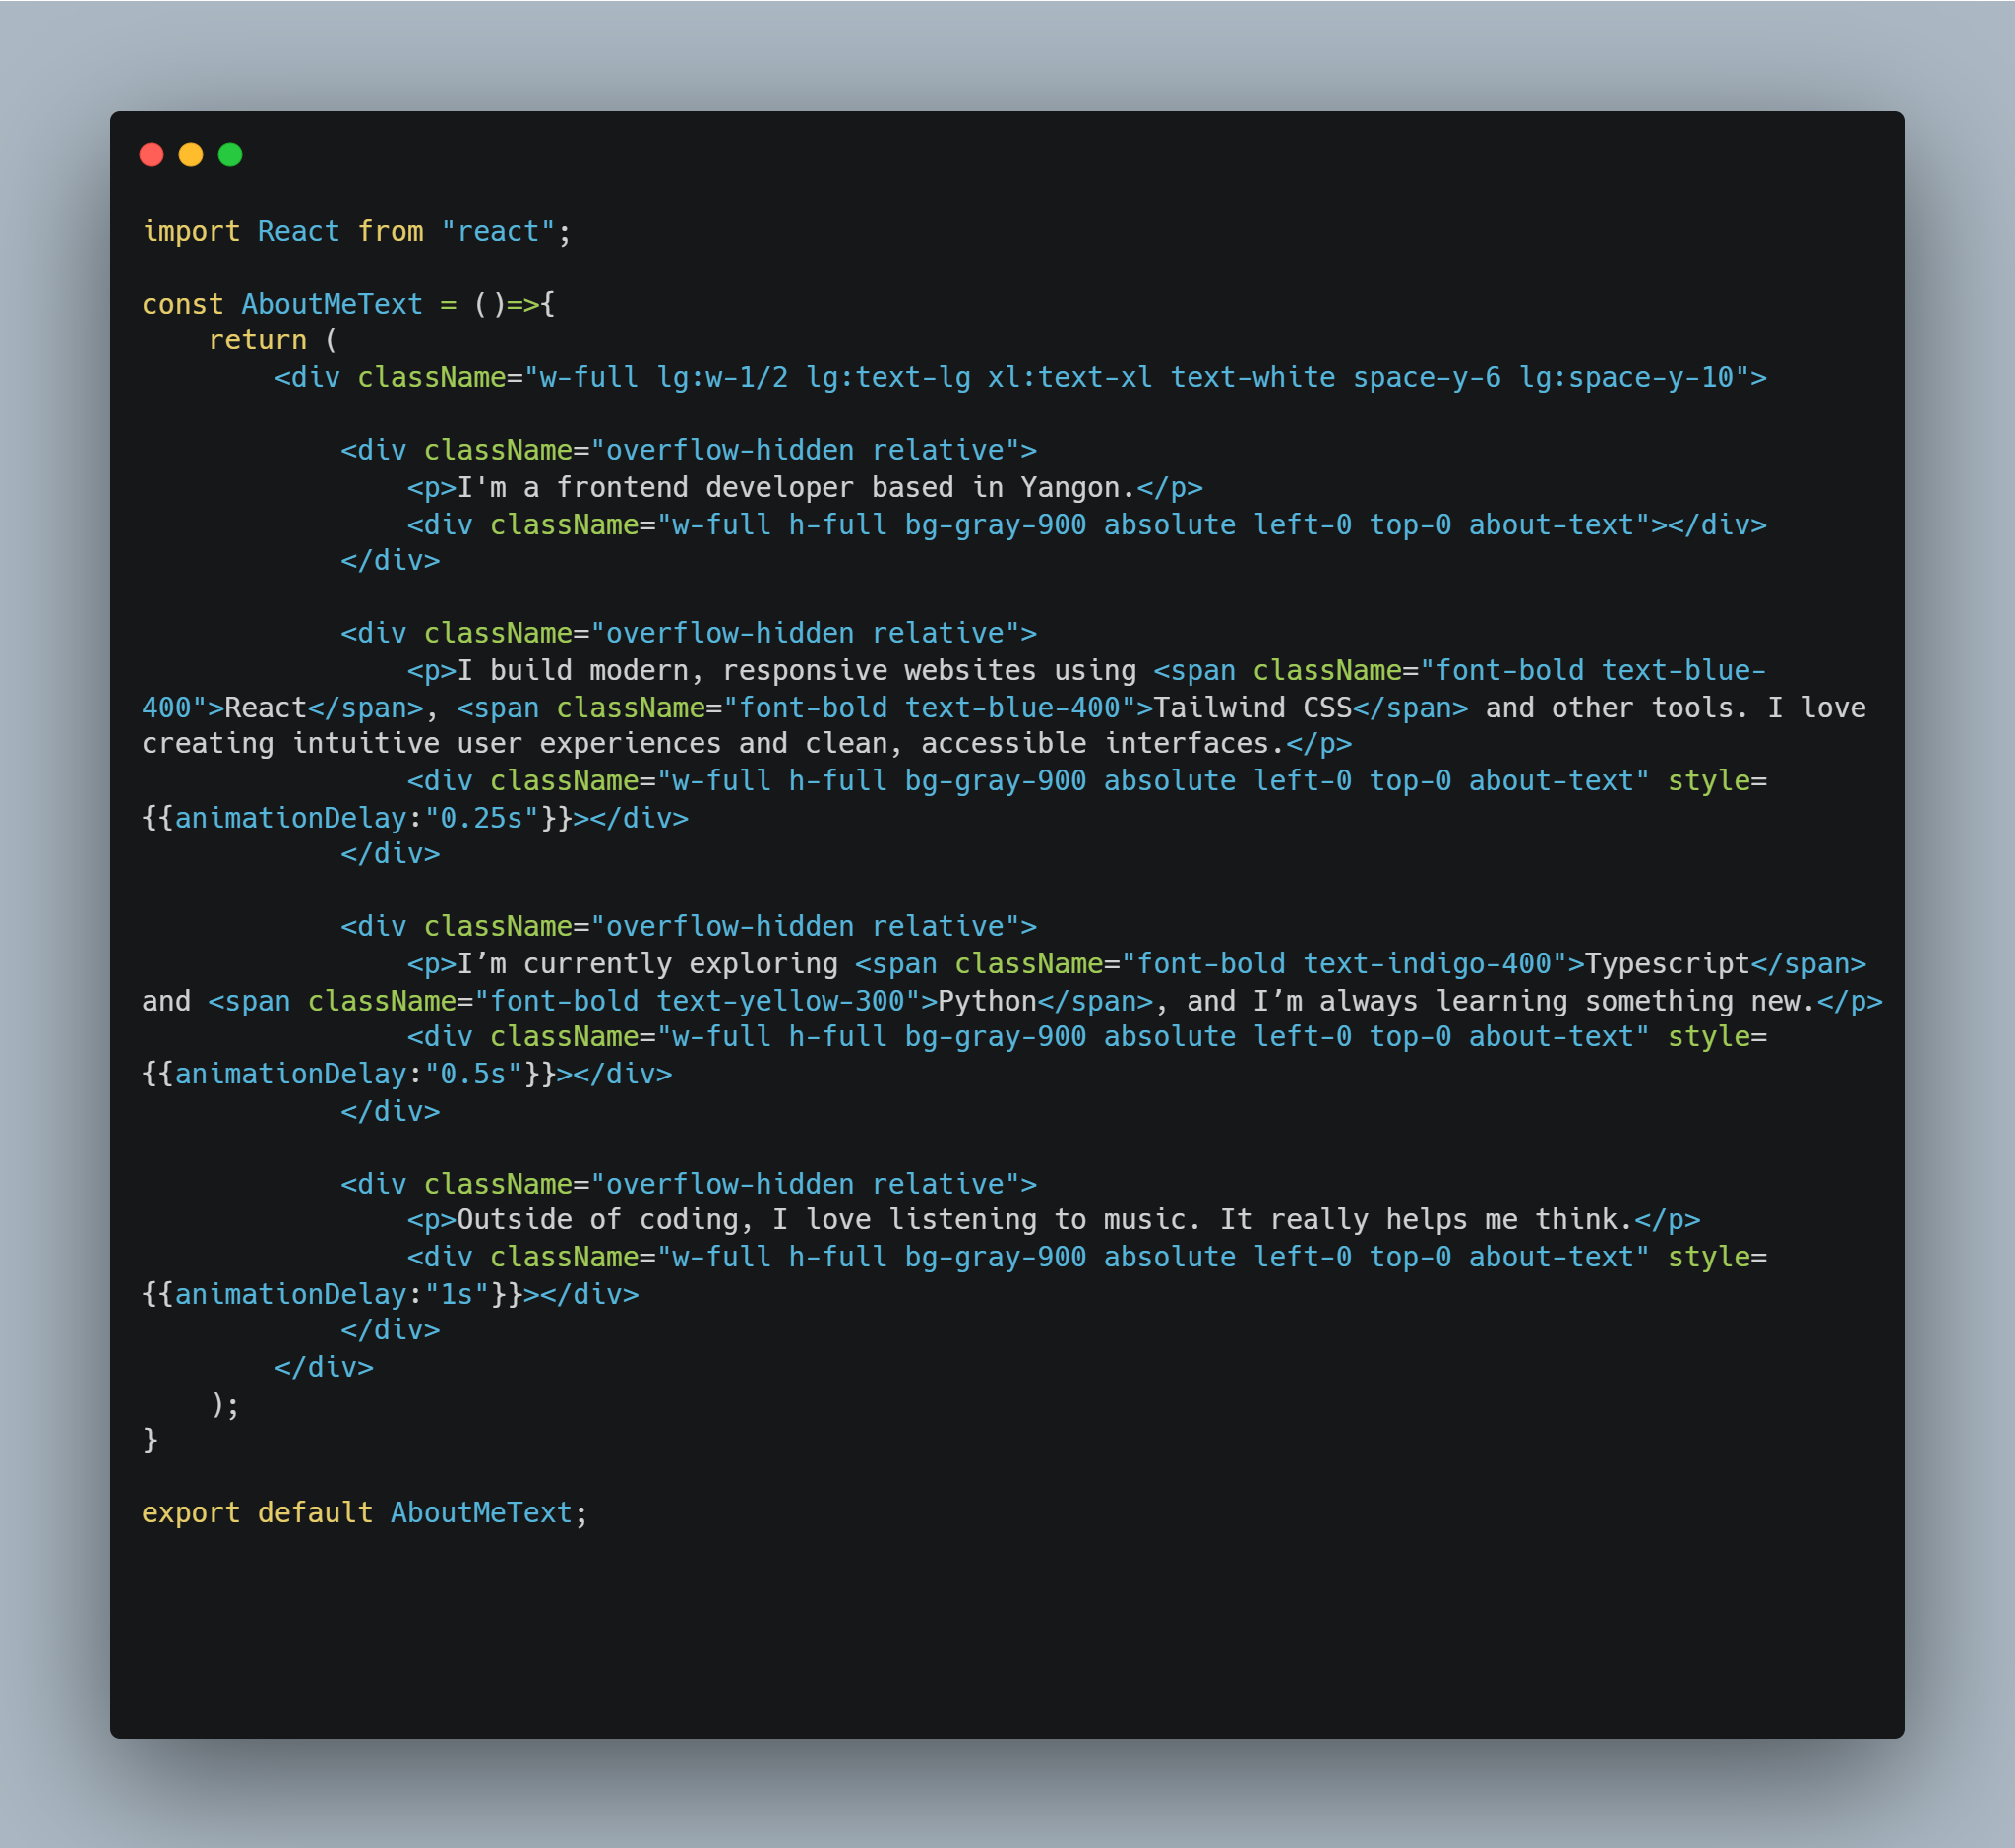 import React from "react";

const AboutMeText = ()=>{
    return (
        <div className="w-full lg:w-1/2 lg:text-lg xl:text-xl text-white space-y-6 lg:space-y-10">

            <div className="overflow-hidden relative">
                <p>I'm a frontend developer based in Yangon.</p>
                <div className="w-full h-full bg-gray-900 absolute left-0 top-0 about-text"></div>
            </div>

            <div className="overflow-hidden relative">
                <p>I build modern, responsive websites using <span className="font-bold text-blue-
400">React</span>, <span className="font-bold text-blue-400">Tailwind CSS</span> and other tools. I love
creating intuitive user experiences and clean, accessible interfaces.</p>
                <div className="w-full h-full bg-gray-900 absolute left-0 top-0 about-text" style=
{{animationDelay:"0.25s"}}></div>
            </div>

            <div className="overflow-hidden relative">
                <p>I’m currently exploring <span className="font-bold text-indigo-400">Typescript</span>
and <span className="font-bold text-yellow-300">Python</span>, and I’m always learning something new.</p>
                <div className="w-full h-full bg-gray-900 absolute left-0 top-0 about-text" style=
{{animationDelay:"0.5s"}}></div>
            </div>

            <div className="overflow-hidden relative">
                <p>Outside of coding, I love listening to music. It really helps me think.</p>
                <div className="w-full h-full bg-gray-900 absolute left-0 top-0 about-text" style=
{{animationDelay:"1s"}}></div>
            </div>
        </div>
    );
}

export default AboutMeText;